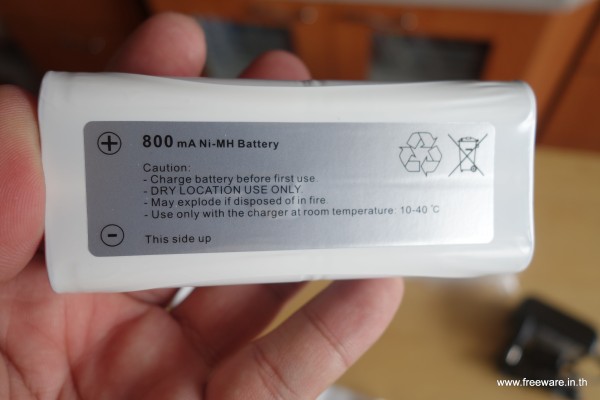 800 mA Ni-MH Battery
Caution:
- Charge battery before first use.
- DRY LOCATION USE ONLY.
- May explode if disposed of in fire.
- Use only with the charger at room temperature: 10-40 ℃
This side up
www.freeware.in.th